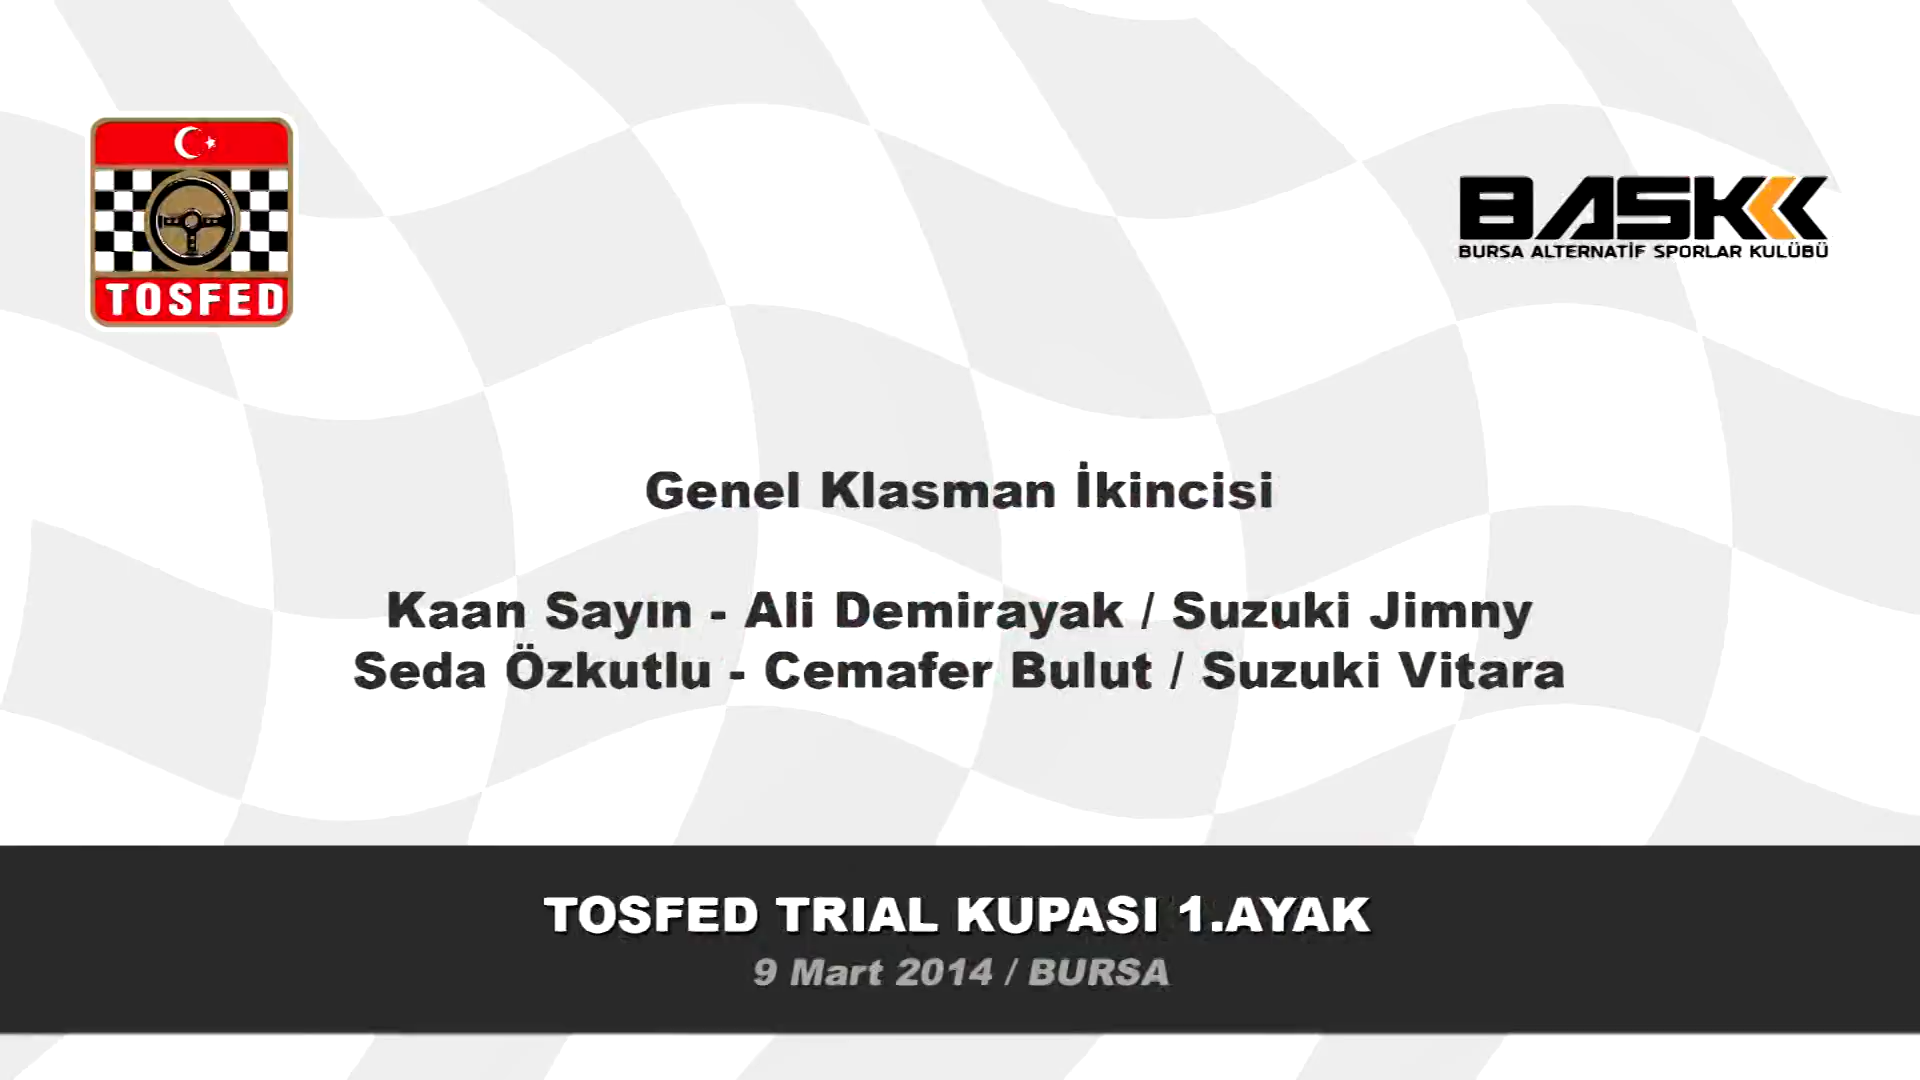 TOSFED
BASK
BURSA ALTERNATİF SPORLAR KULÜBÜ
Genel Klasman İkincisi
Kaan Sayın - Ali Demirayak / Suzuki Jimny
Seda Özkutlu - Cemafer Bulut / Suzuki Vitara
TOSFED TRIAL KUPASI 1.AYAK
9 Mart 2014 / BURSA